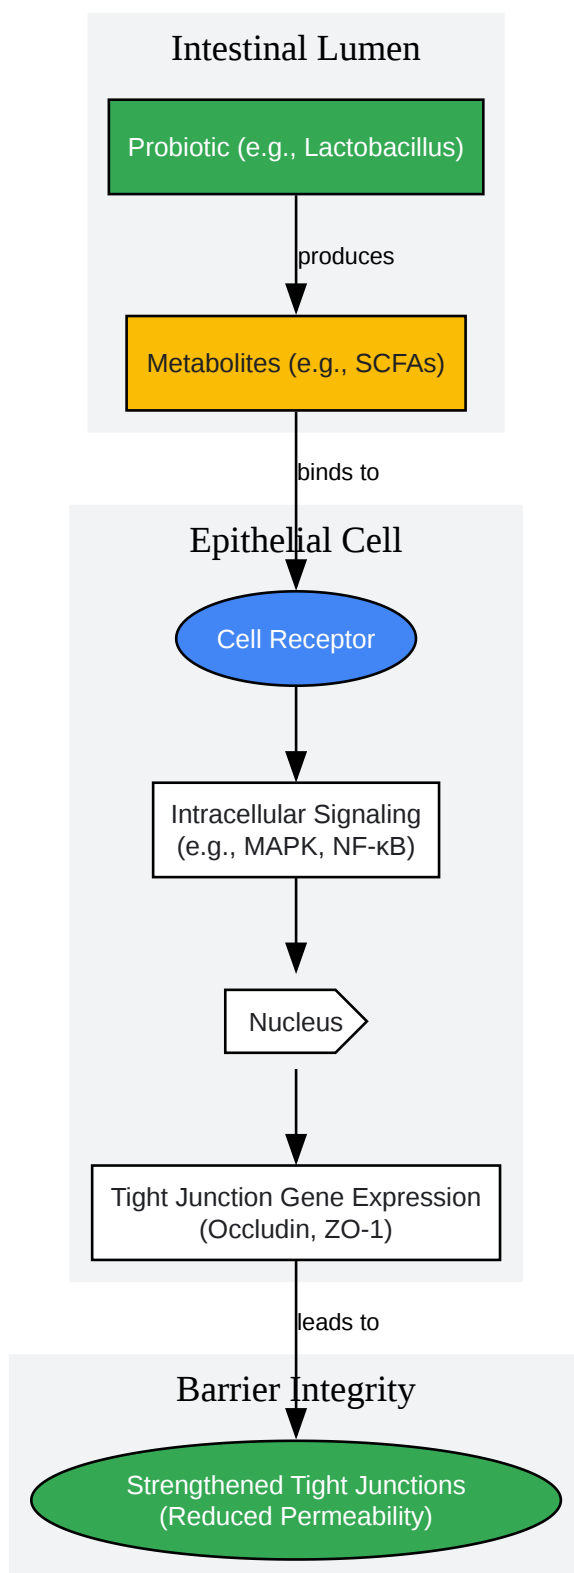 Intestinal Lumen
Probiotic (e.g., Lactobacillus)
produces
Metabolites (e.g., SCFAs)
binds to
Epithelial Cell
Cell Receptor
Intracellular Signaling
(e.g., MAPK, NF-κB)
Nucleus
Tight Junction Gene Expression
(Occludin, ZO-1)
leads to
Barrier Integrity
Strengthened Tight Junctions
(Reduced Permeability)